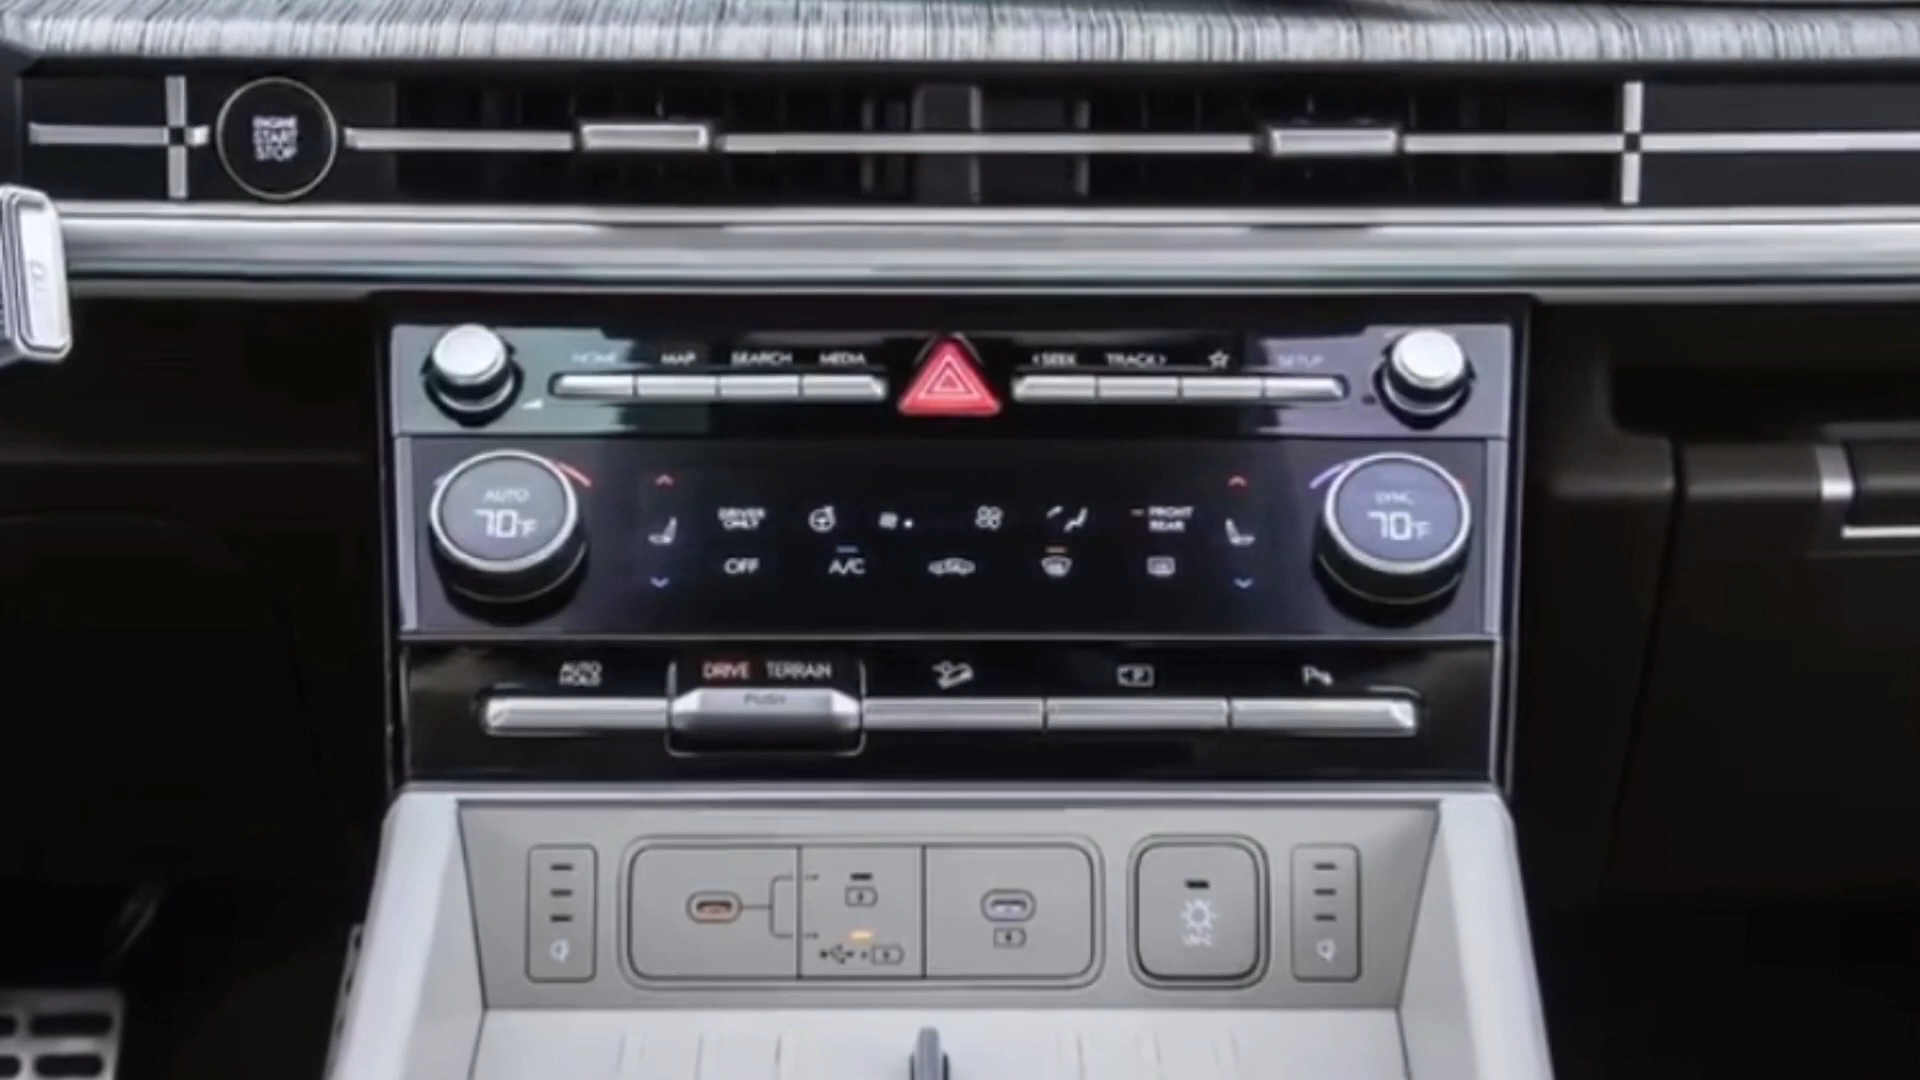 ENGINE
START
STOP
HOME MAP SEARCH MEDIA <SEEK TRACK> SETUP
AUTO
70°F
DRIVER
ONLY
FRONT
REAR
SYNC
70°F
OFF A/C
AUTO
HOLD
DRIVE TERRAIN
PUSH
P
P